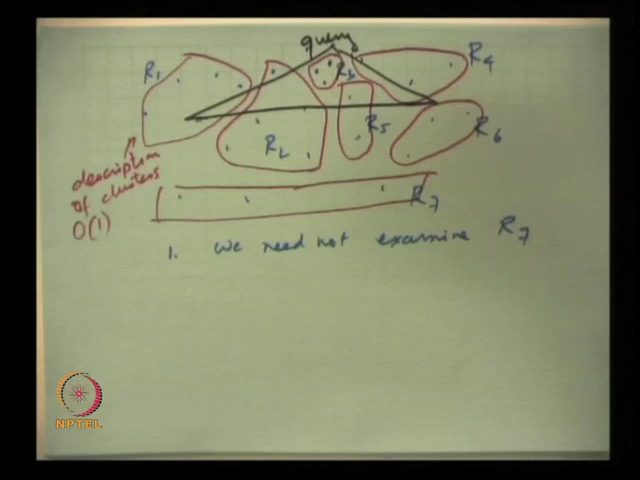 query
R1
R3
R4
R2
R5
R6
description
of clusters
O(1)
R7
1. we need not examine R7
NPTEL